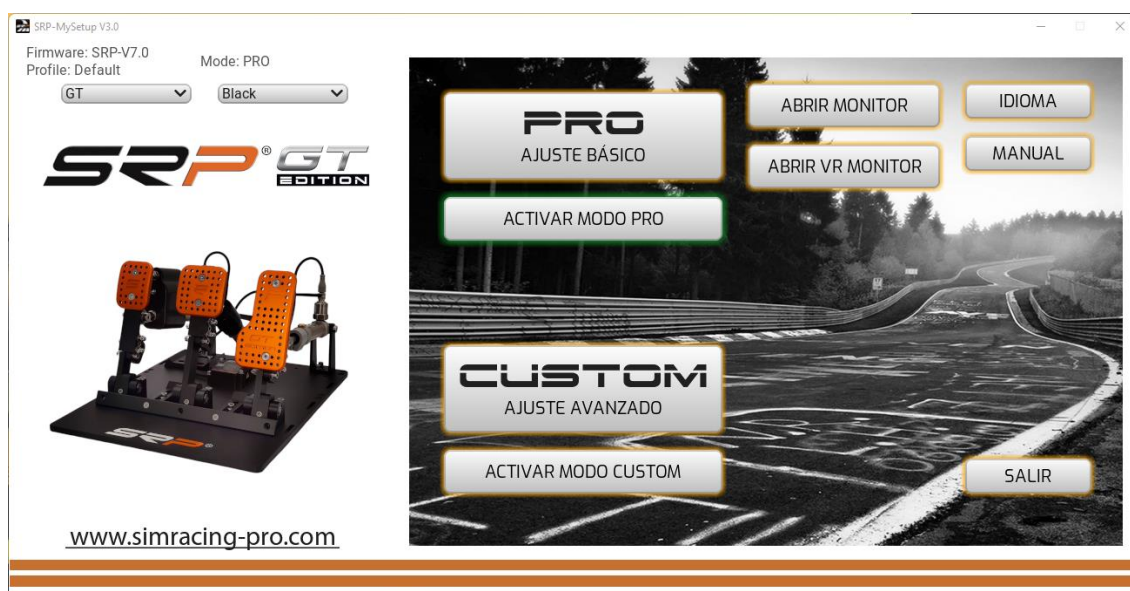 SRP-MySetup V3.0
Firmware: SRP-V7.0
Profile: Default
Mode: PRO
GT
Black
SRP® GT
EDITION
SRP®
www.simracing-pro.com
PRO
AJUSTE BÁSICO
ACTIVAR MODO PRO
CUSTOM
AJUSTE AVANZADO
ACTIVAR MODO CUSTOM
ABRIR MONITOR
ABRIR VR MONITOR
IDIOMA
MANUAL
SALIR